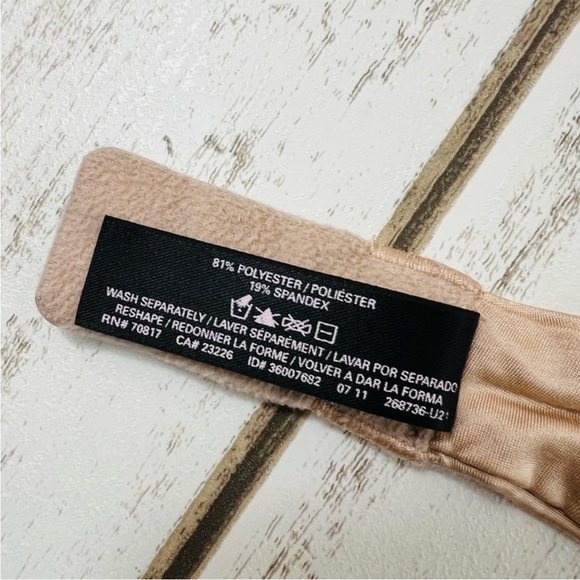 81% POLYESTER / POLIÉSTER
19% SPANDEX
WASH SEPARATELY / LAVER SÉPARÉMENT / LAVAR POR SEPARADO
RESHAPE / REDONNER LA FORME / VOLVER A DAR LA FORMA
RN# 70817 CA# 23226 ID# 36007682 07 11 268736-U21